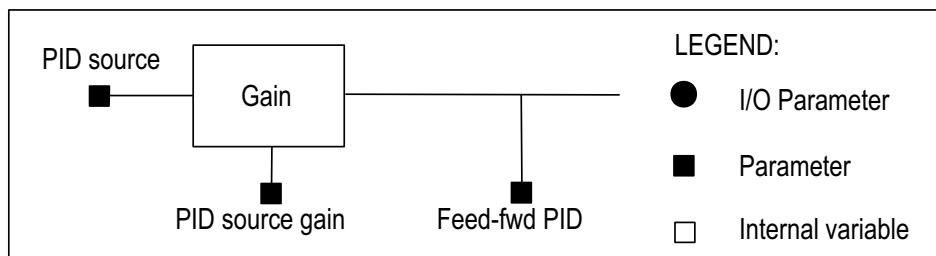 PID source
Gain
PID source gain
Feed-fwd PID
LEGEND:
I/O Parameter
Parameter
Internal variable